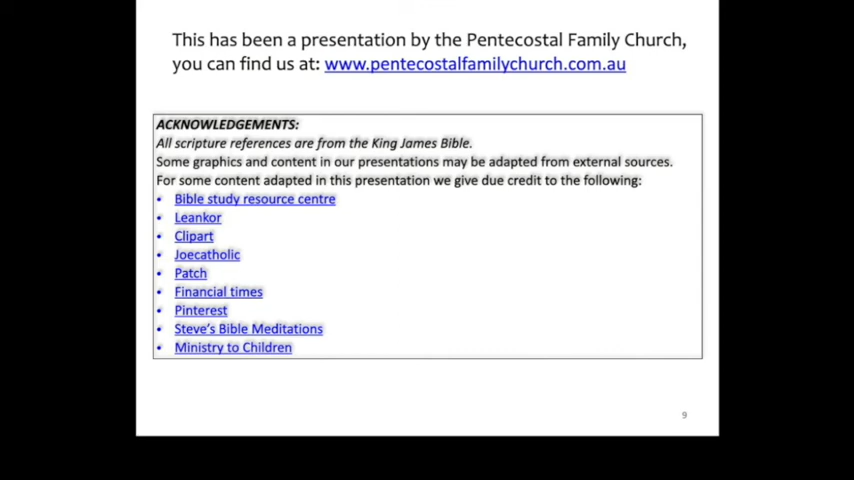 This has been a presentation by the Pentecostal Family Church,
you can find us at: www.pentecostalfamilychurch.com.au
ACKNOWLEDGEMENTS:
All scripture references are from the King James Bible.
Some graphics and content in our presentations may be adapted from external sources.
For some content adapted in this presentation we give due credit to the following:
• Bible study resource centre
• Leankor
• Clipart
• Joecatholic
• Patch
• Financial times
• Pinterest
• Steve's Bible Meditations
• Ministry to Children
9